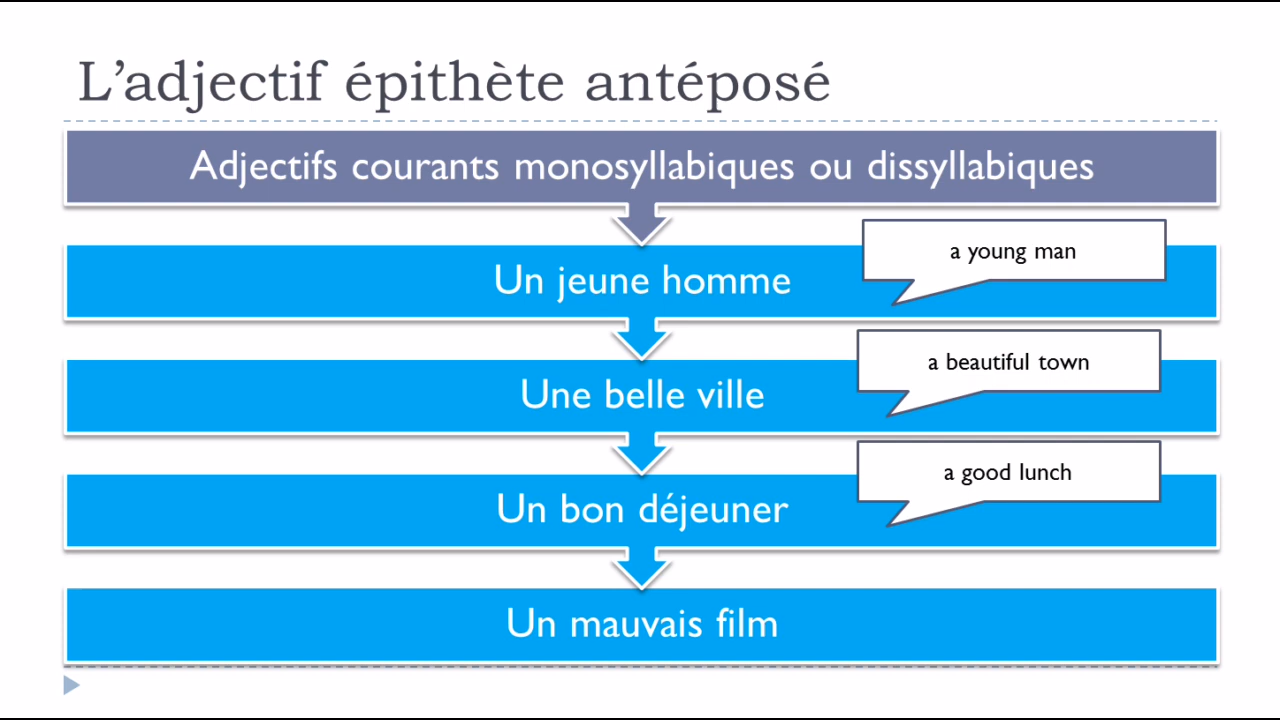 L’adjectif épithète antéposé
Adjectifs courants monosyllabiques ou dissyllabiques
Un jeune homme
a young man
Une belle ville
a beautiful town
Un bon déjeuner
a good lunch
Un mauvais film